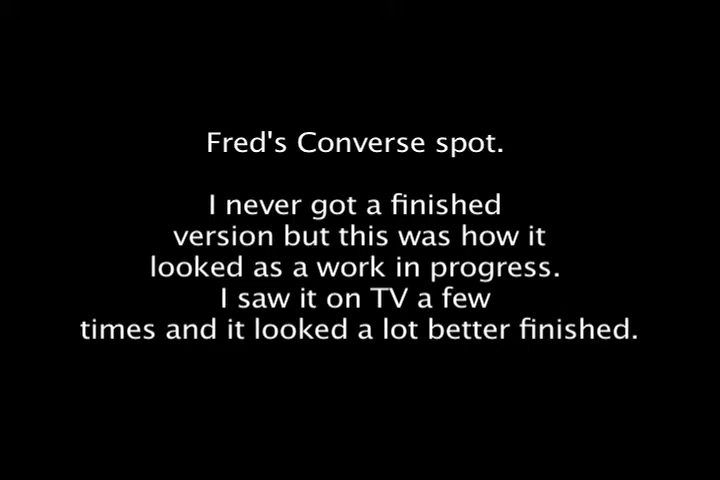 Fred's Converse spot.
I never got a finished
version but this was how it
looked as a work in progress.
I saw it on TV a few
times and it looked a lot better finished.